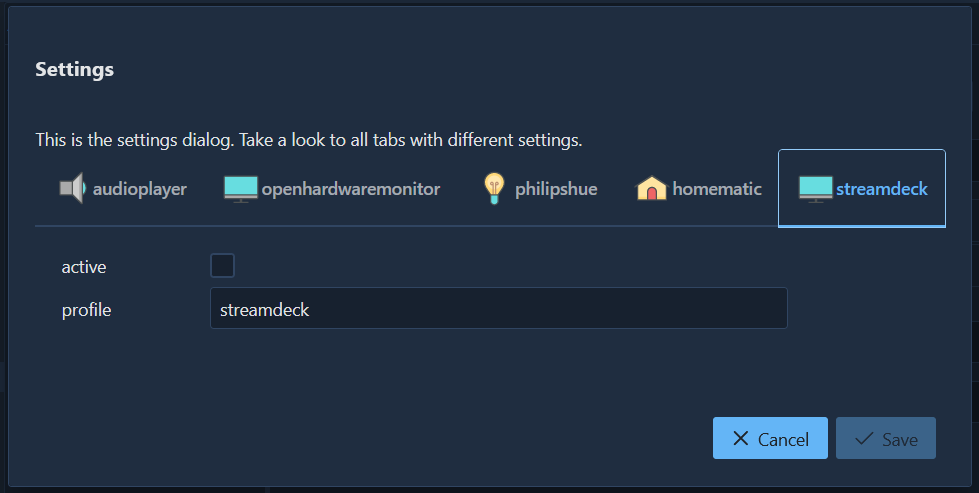 Settings
This is the settings dialog. Take a look to all tabs with different settings.
audioplayer openhardwaremonitor philipshue homematic streamdeck
active
profile streamdeck
Cancel Save